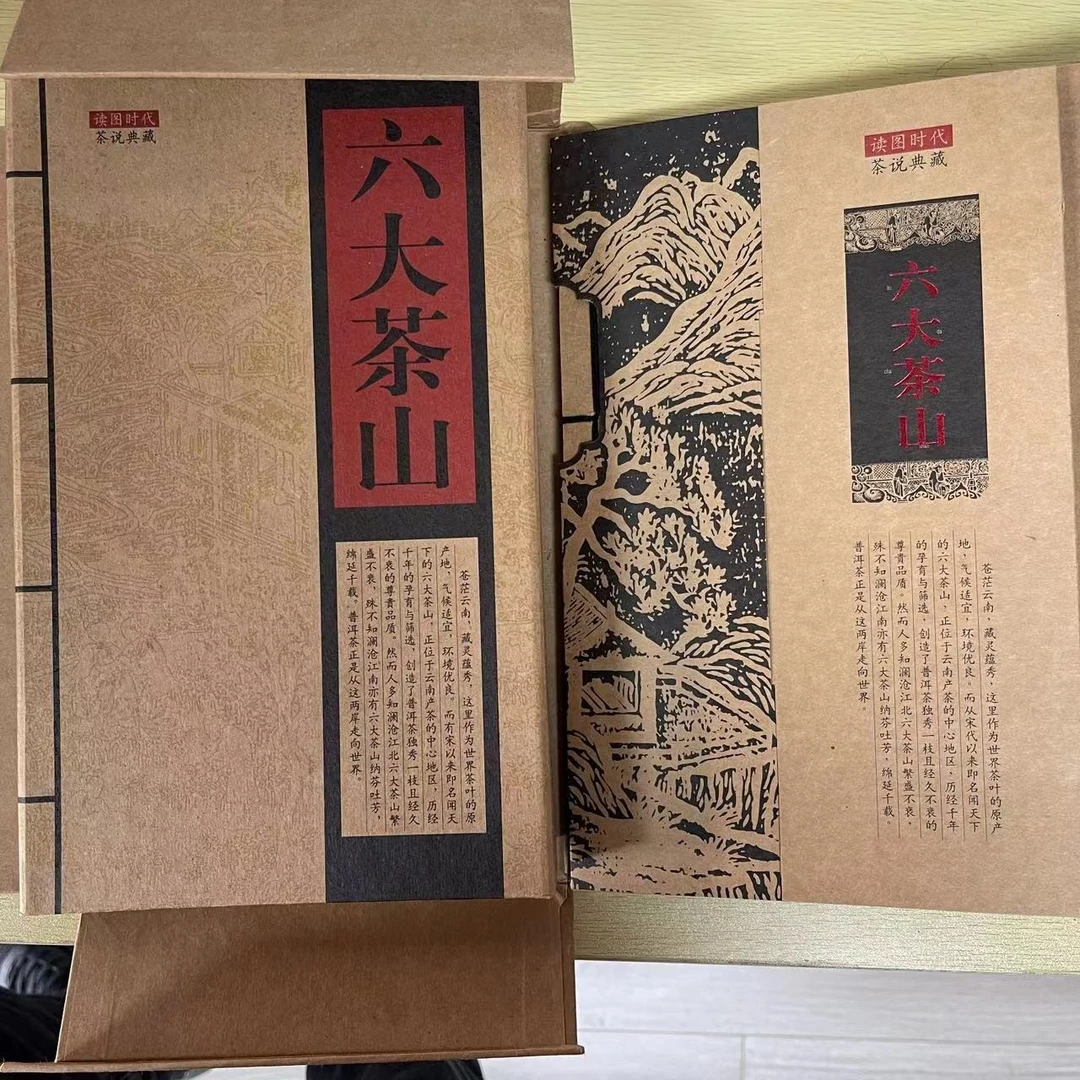 读图时代
茶说典藏
六大茶山
苍茫云南，藏灵蕴秀，这里作为世界茶叶的原
产地，气候适宜，环境优良。而有宋以来即名闻天
下的六大茶山，正位于云南产茶的中心地区，历经
千年的孕育与筛选，创造了普洱茶独秀一枝且经久
不衰的尊贵品质。然而人多知澜沧江北六大茶山繁
盛不衰，殊不知澜沧江南亦有六大茶山纳芬吐芳，
绵延千载。普洱茶正是从这两岸走向世界。
读图时代
茶说典藏
六大茶山
苍茫云南，藏灵蕴秀，这里作为世界茶叶的原产
地，气候适宜，环境优良。而从宋代以来即名闻天下
的六大茶山，正位于云南产茶的中心地区，历经千年
的孕育与筛选，创造了普洱茶独秀一枝且经久不衰的
尊贵品质。然而人多知澜沧江北六大茶山繁盛不衰，
殊不知澜沧江南亦有六大茶山纳芬吐芳，绵延千载。
普洱茶正是从这两岸走向世界。